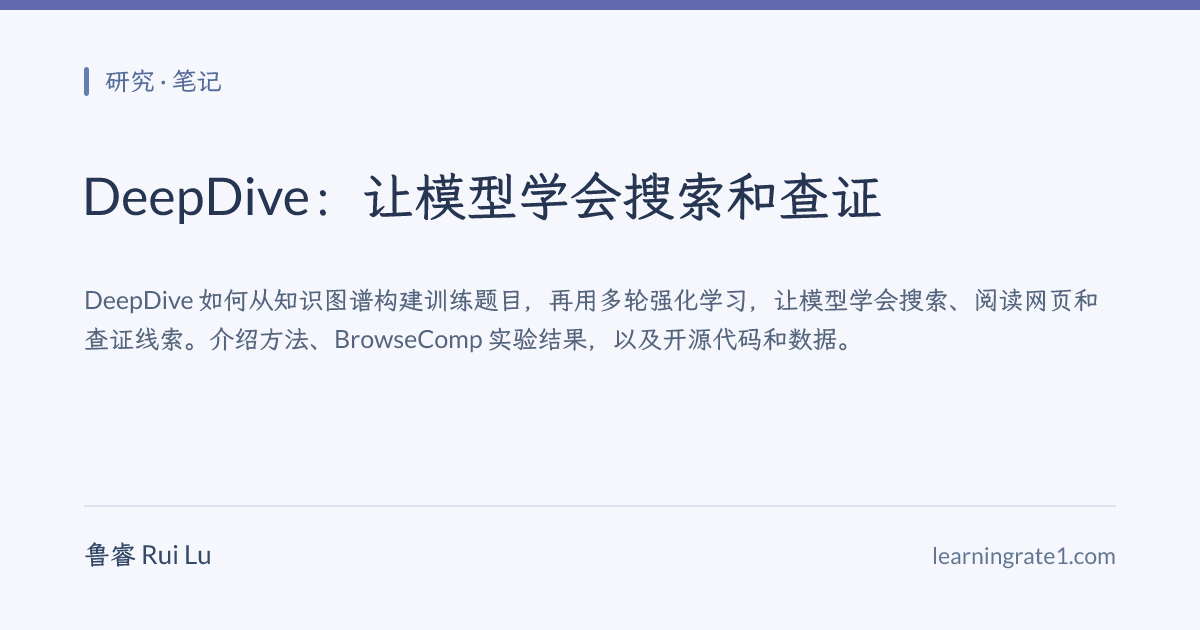 研究 · 笔记
DeepDive：让模型学会搜索和查证
DeepDive 如何从知识图谱构建训练题目，再用多轮强化学习，让模型学会搜索、阅读网页和
查证线索。介绍方法、BrowseComp 实验结果，以及开源代码和数据。
鲁睿 Rui Lu
learningrate1.com